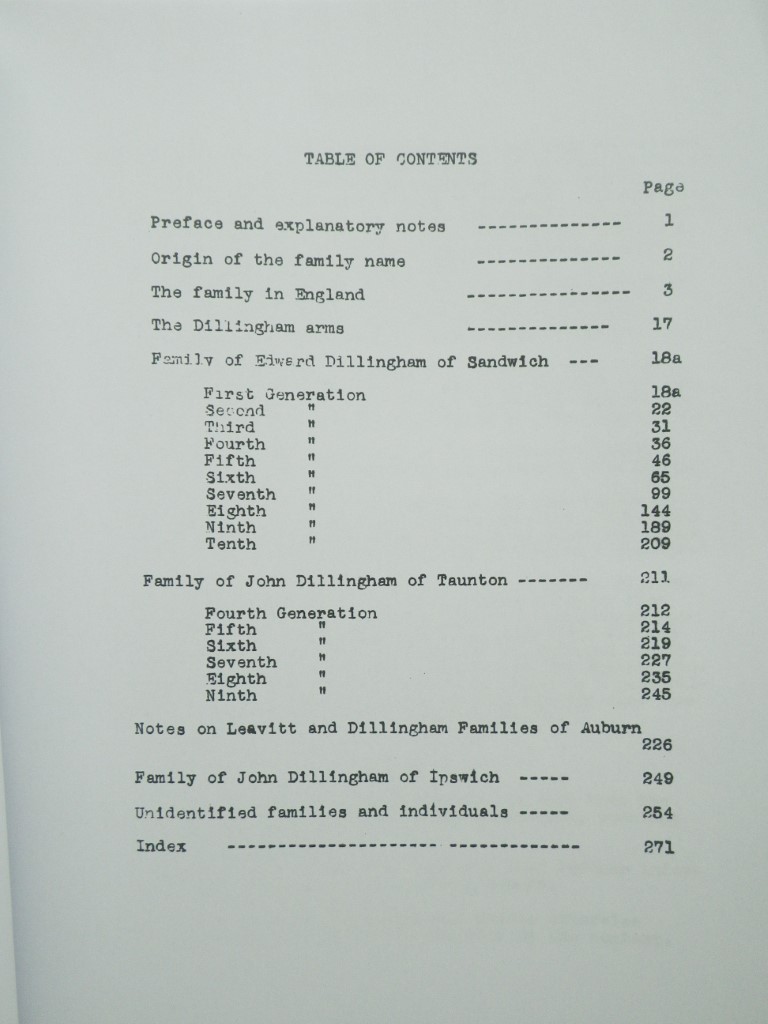 TABLE OF CONTENTS
Page
Preface and explanatory notes -------------- 1
Origin of the family name -------------- 2
The family in England ---------------- 3
The Dillingham arms -------------- 17
Family of Edward Dillingham of Sandwich --- 18a
First Generation 18a
Second " 22
Third " 31
Fourth " 36
Fifth " 46
Sixth " 65
Seventh " 99
Eighth " 144
Ninth " 189
Tenth " 209
Family of John Dillingham of Taunton ------- 211
Fourth Generation 212
Fifth " 214
Sixth " 219
Seventh " 227
Eighth " 235
Ninth " 245
Notes on Leavitt and Dillingham Families of Auburn
226
Family of John Dillingham of Ipswich ----- 249
Unidentified families and individuals ----- 254
Index --------------------- ------------- 271